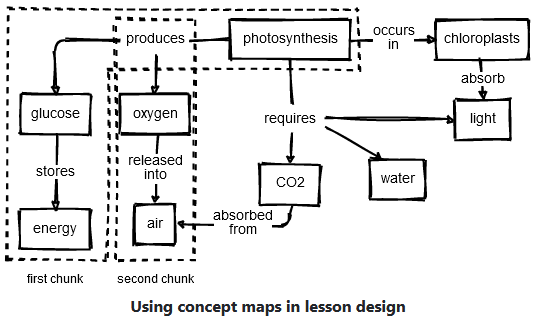 produces
photosynthesis
occurs
in
chloroplasts
absorb
glucose
oxygen
requires
light
stores
released
into
CO2
water
energy
air
absorbed
from
first chunk
second chunk
Using concept maps in lesson design